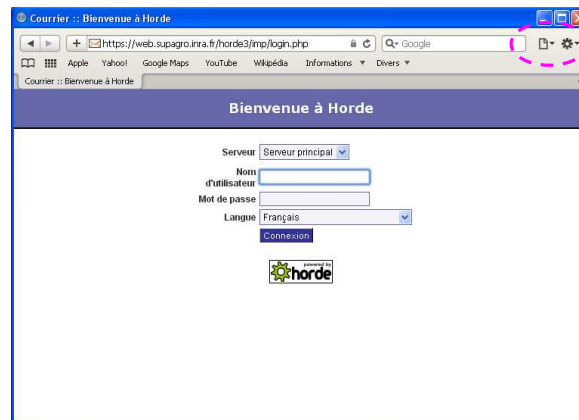 Courrier :: Bienvenue à Horde
https://web.supagro.inra.fr/horde3/imp/login.php
Google
Apple Yahoo! Google Maps YouTube Wikipédia Informations Divers
Courrier :: Bienvenue à Horde
Bienvenue à Horde
Serveur Serveur principal
Nom
d'utilisateur
Mot de passe
Langue Français
Connexion
powered by
horde